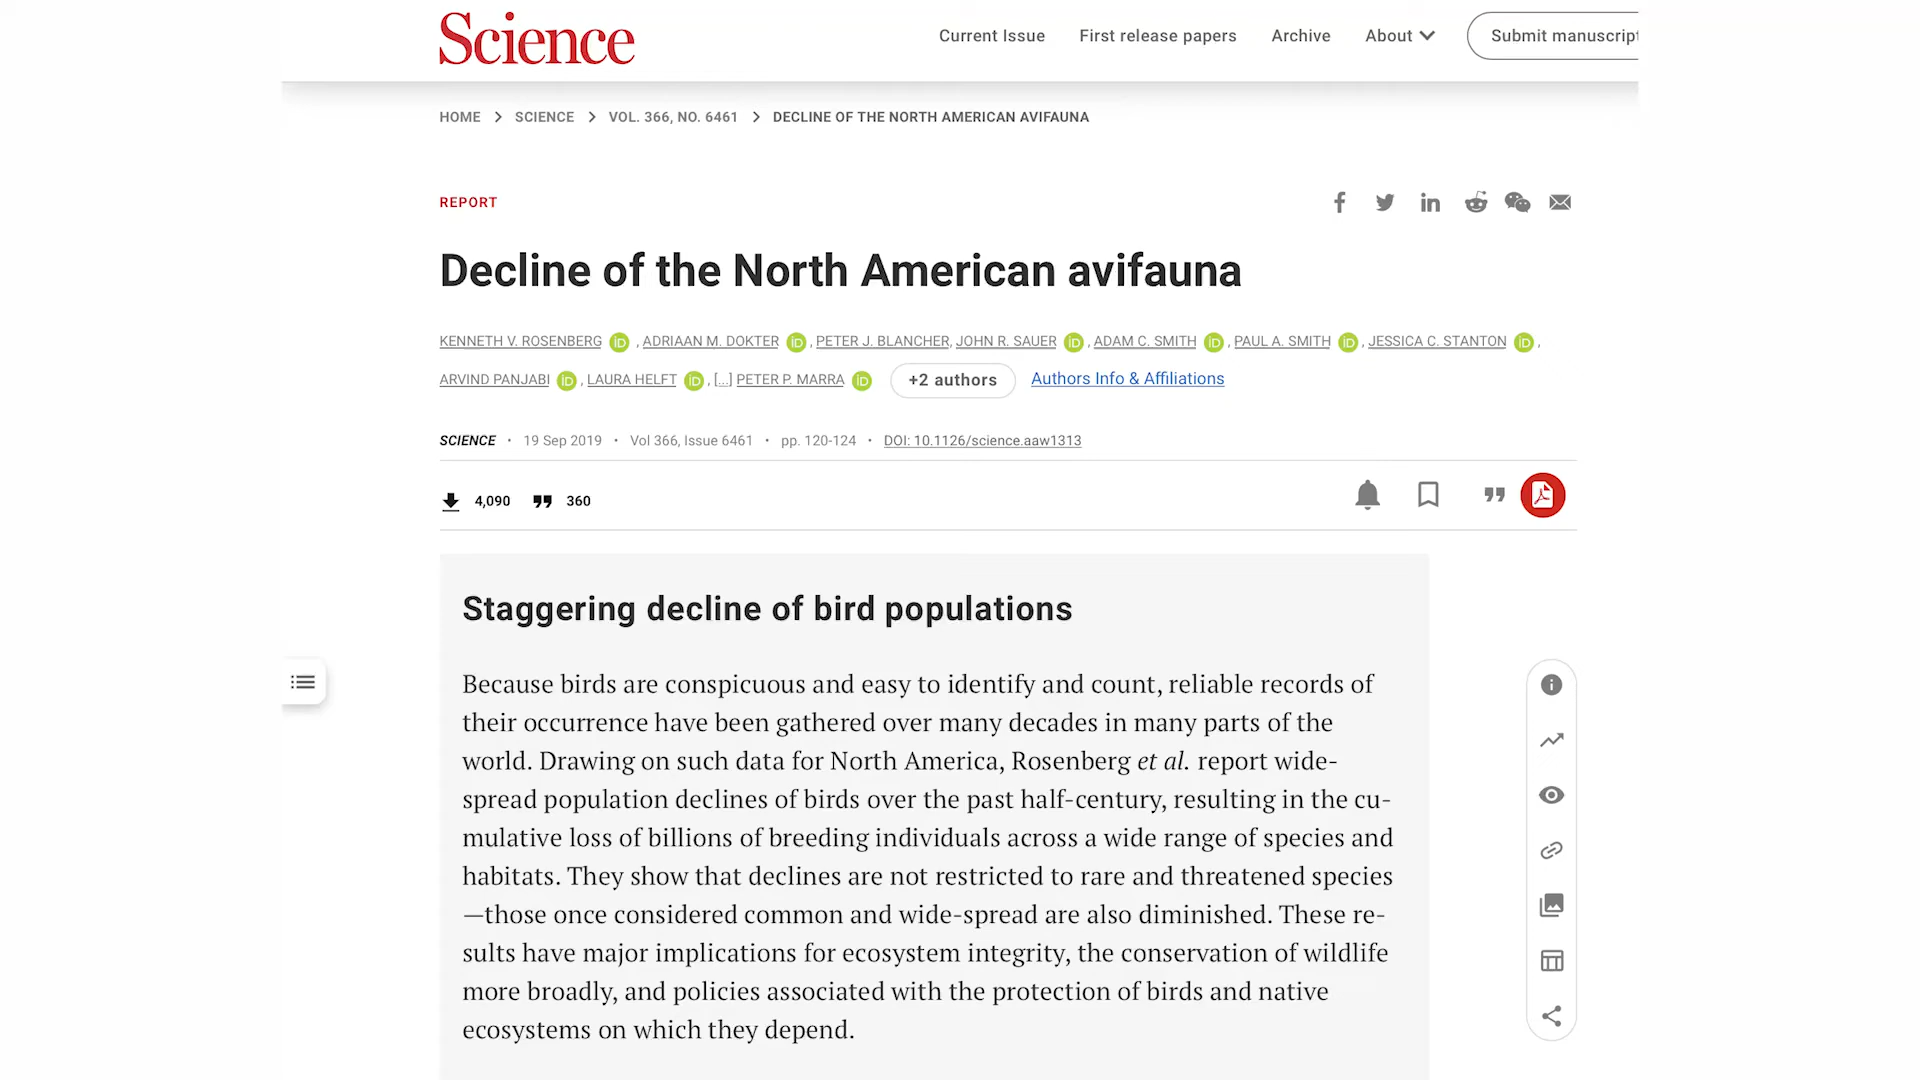 Science
Current Issue First release papers Archive About Submit manuscript
HOME > SCIENCE > VOL. 366, NO. 6461 > DECLINE OF THE NORTH AMERICAN AVIFAUNA
REPORT
Decline of the North American avifauna
KENNETH V. ROSENBERG iD, ADRIAAN M. DOKTER iD, PETER J. BLANCHER, JOHN R. SAUER iD, ADAM C. SMITH iD, PAUL A. SMITH iD, JESSICA C. STANTON iD,
ARVIND PANJABI iD, LAURA HELFT iD, [...] PETER P. MARRA iD +2 authors Authors Info & Affiliations
SCIENCE • 19 Sep 2019 • Vol 366, Issue 6461 • pp. 120-124 • DOI: 10.1126/science.aaw1313
4,090 360
Staggering decline of bird populations
Because birds are conspicuous and easy to identify and count, reliable records of
their occurrence have been gathered over many decades in many parts of the
world. Drawing on such data for North America, Rosenberg et al. report wide-
spread population declines of birds over the past half-century, resulting in the cu-
mulative loss of billions of breeding individuals across a wide range of species and
habitats. They show that declines are not restricted to rare and threatened species
—those once considered common and wide-spread are also diminished. These re-
sults have major implications for ecosystem integrity, the conservation of wildlife
more broadly, and policies associated with the protection of birds and native
ecosystems on which they depend.